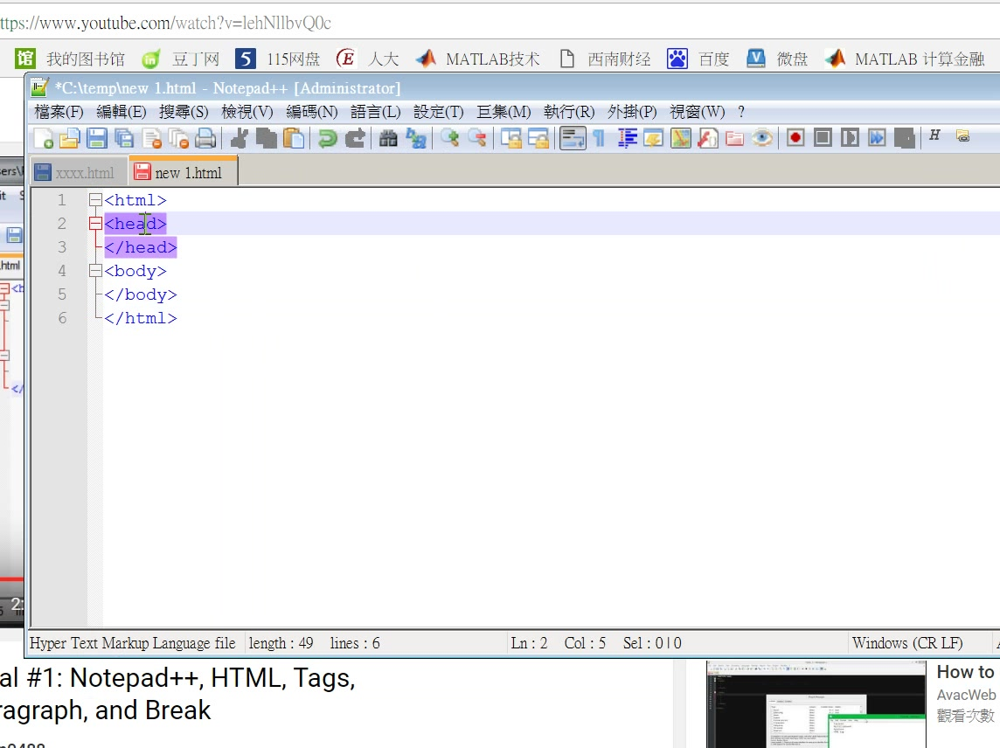 ttps://www.youtube.com/watch?v=lehNllbvQ0c
馆 我的图书馆 in 豆丁网 5 115网盘 E 人大 MATLAB技术 西南财经 百度 V 微盘 MATLAB 计算金融
*C:\temp\new 1.html - Notepad++ [Administrator]
檔案(F) 編輯(E) 搜尋(S) 檢視(V) 編碼(N) 語言(L) 設定(T) 巨集(M) 執行(R) 外掛(P) 視窗(W) ?
H
xxxx.html new 1.html
1 <html>
2 <head>
3 </head>
4 <body>
5 </body>
6 </html>
.html
Hyper Text Markup Language file length : 49 lines : 6 Ln : 2 Col : 5 Sel : 0 | 0 Windows (CR LF)
al #1: Notepad++, HTML, Tags,
ragraph, and Break
How to
AvacWeb
觀看次數